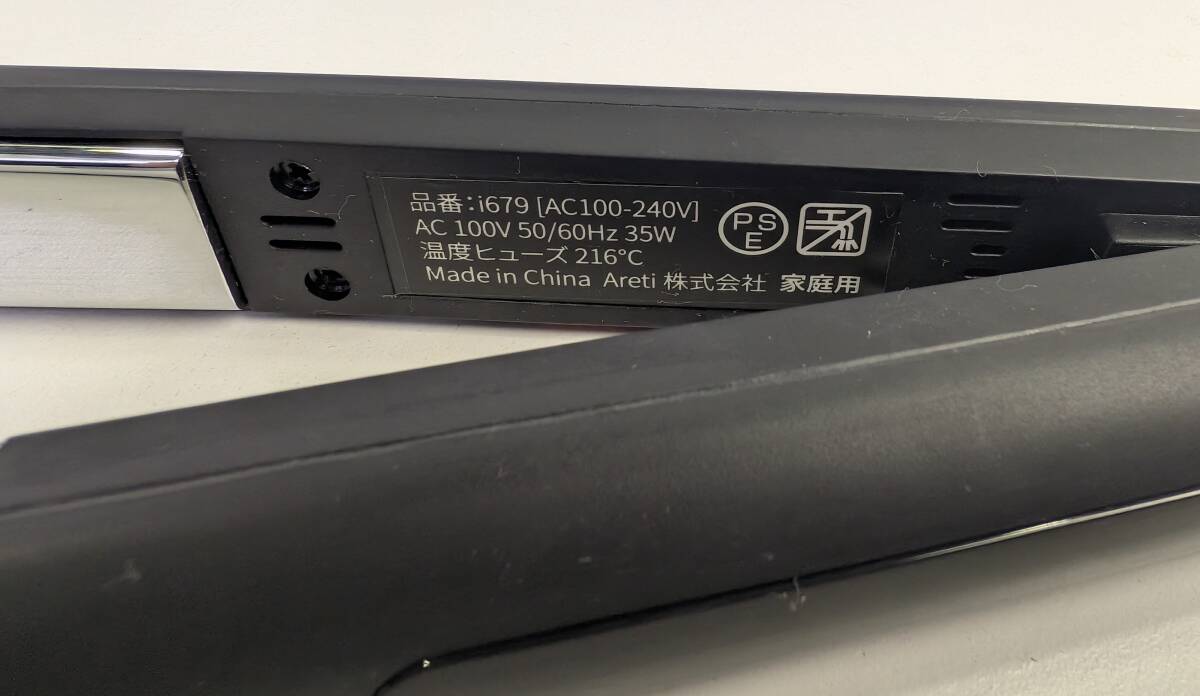 品番：i679 [AC100-240V]
AC 100V 50/60Hz 35W
温度ヒューズ 216℃
Made in China Areti 株式会社 家庭用
PSE